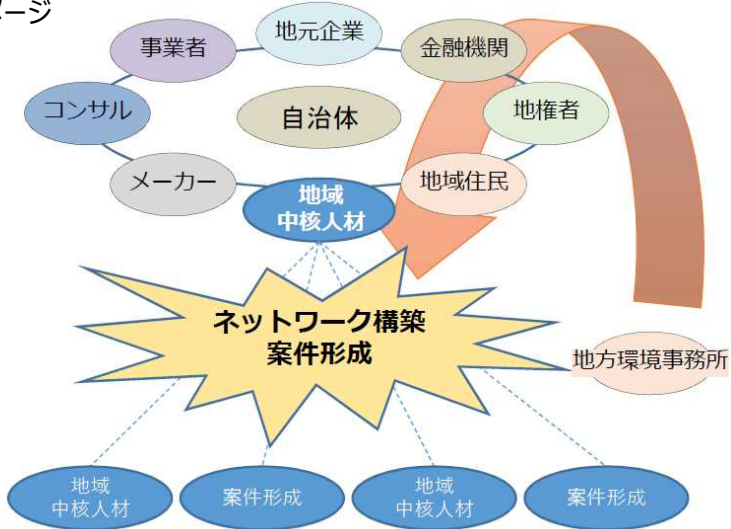 ージ
地元企業
事業者
金融機関
コンサル
自治体
地権者
メーカー
地域
中核人材
地域住民
ネットワーク構築
案件形成
地方環境事務所
地域
中核人材
案件形成
地域
中核人材
案件形成